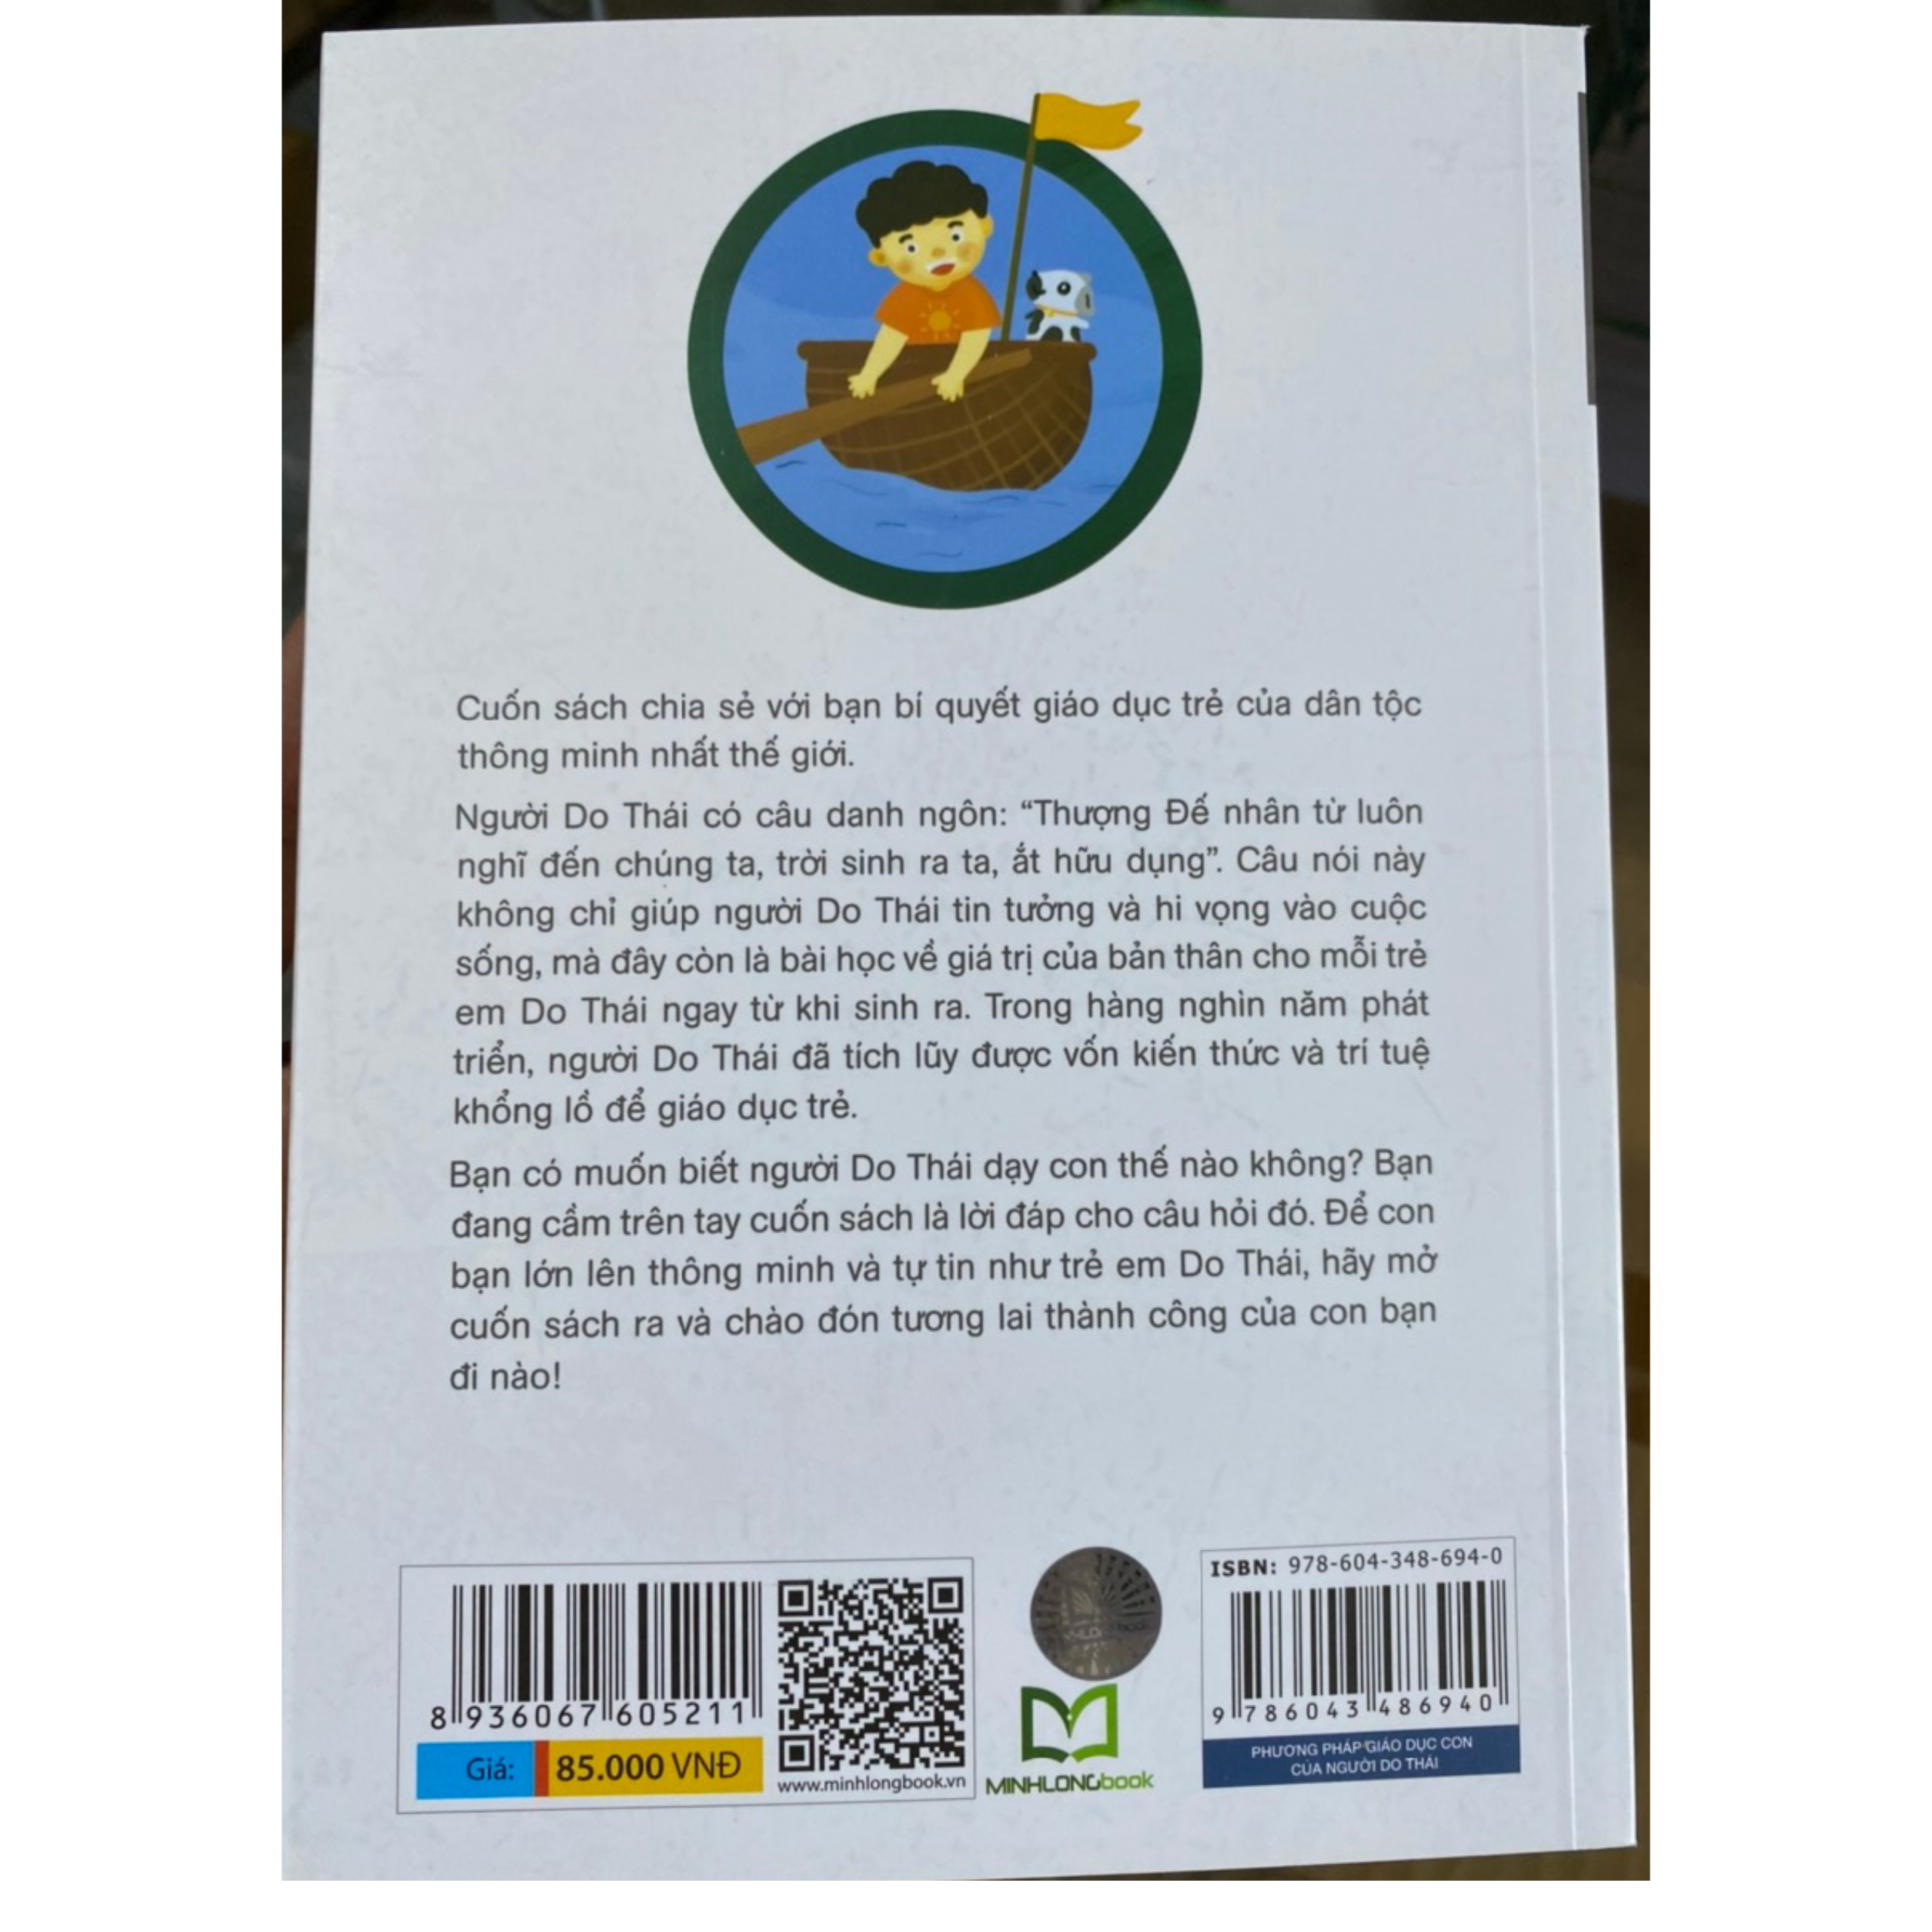 Cuốn sách chia sẻ với bạn bí quyết giáo dục trẻ của dân tộc
thông minh nhất thế giới.
Người Do Thái có câu danh ngôn: “Thượng Đế nhân từ luôn
nghĩ đến chúng ta, trời sinh ra ta, ắt hữu dụng”. Câu nói này
không chỉ giúp người Do Thái tin tưởng và hi vọng vào cuộc
sống, mà đây còn là bài học về giá trị của bản thân cho mỗi trẻ
em Do Thái ngay từ khi sinh ra. Trong hàng nghìn năm phát
triển, người Do Thái đã tích lũy được vốn kiến thức và trí tuệ
khổng lồ để giáo dục trẻ.
Bạn có muốn biết người Do Thái dạy con thế nào không? Bạn
đang cầm trên tay cuốn sách là lời đáp cho câu hỏi đó. Để con
bạn lớn lên thông minh và tự tin như trẻ em Do Thái, hãy mở
cuốn sách ra và chào đón tương lai thành công của con bạn
đi nào!
8 936067 605211
Giá: 85.000 VNĐ
www.minhlongbook.vn
MINHLONGbook
ISBN: 978-604-348-694-0
9 786043 486940
PHƯƠNG PHÁP GIÁO DỤC CON
CỦA NGƯỜI DO THÁI